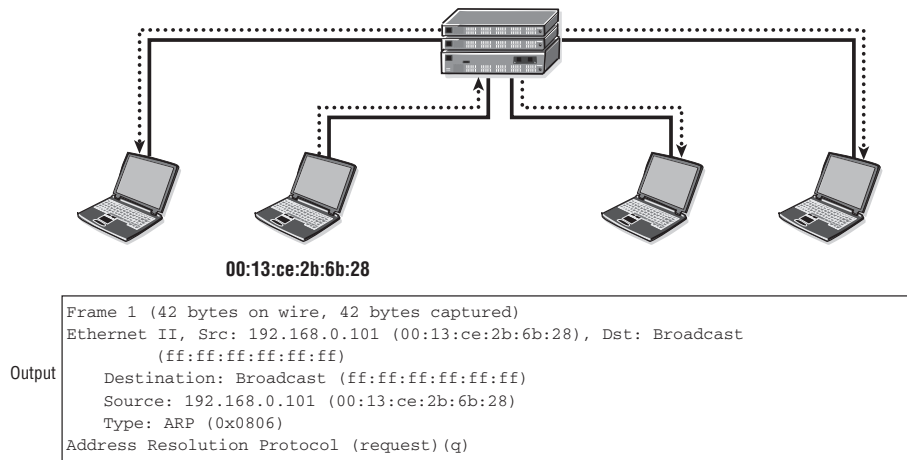 00:13:ce:2b:6b:28
Output
Frame 1 (42 bytes on wire, 42 bytes captured)
Ethernet II, Src: 192.168.0.101 (00:13:ce:2b:6b:28), Dst: Broadcast
(ff:ff:ff:ff:ff:ff)
Destination: Broadcast (ff:ff:ff:ff:ff:ff)
Source: 192.168.0.101 (00:13:ce:2b:6b:28)
Type: ARP (0x0806)
Address Resolution Protocol (request)(q)